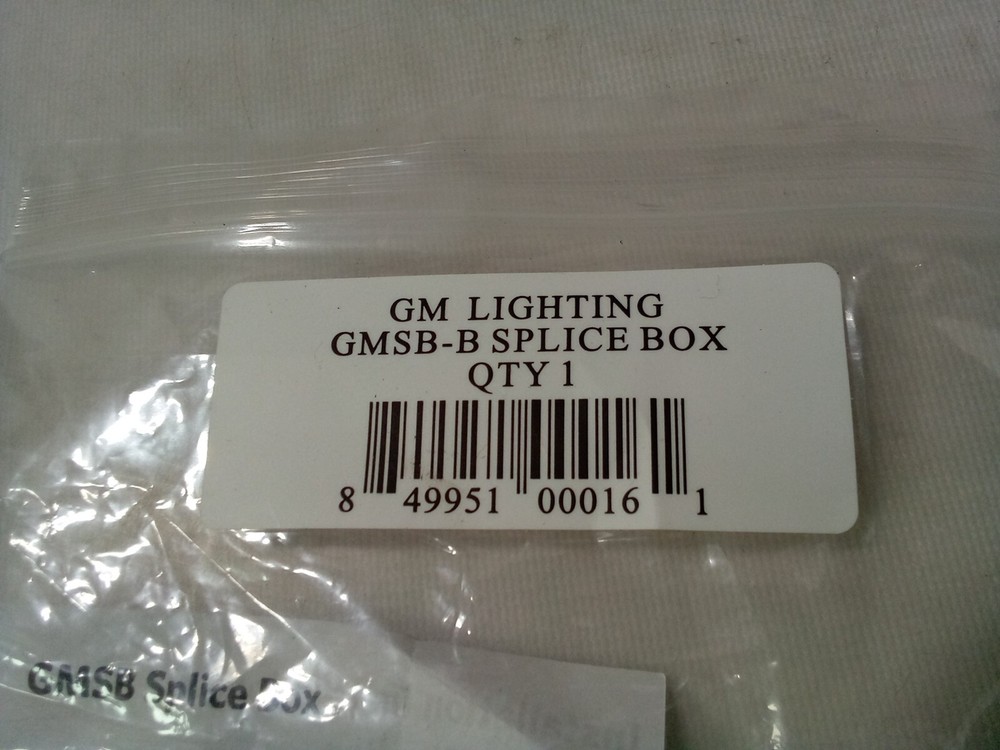 GM LIGHTING
GMSB-B SPLICE BOX
QTY 1
8 49951 00016 1
GMSB Splice Box